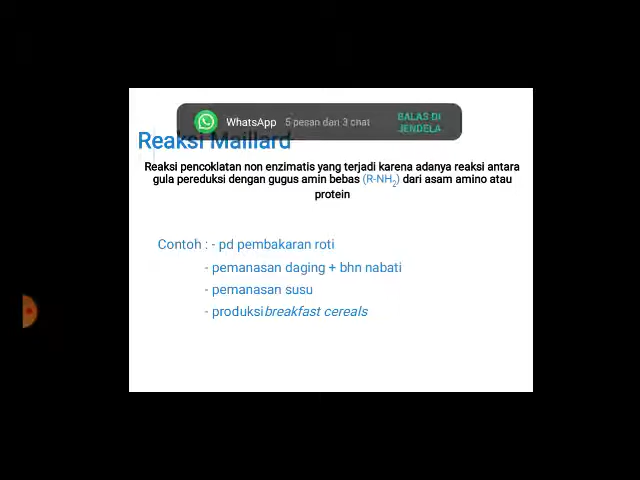 WhatsApp 5 pesan dari 3 chat BALAS DI
JENDELA
Reaksi Maillard
Reaksi pencoklatan non enzimatis yang terjadi karena adanya reaksi antara
gula pereduksi dengan gugus amin bebas (R-NH₂) dari asam amino atau
protein
Contoh : - pd pembakaran roti
- pemanasan daging + bhn nabati
- pemanasan susu
- produksi breakfast cereals